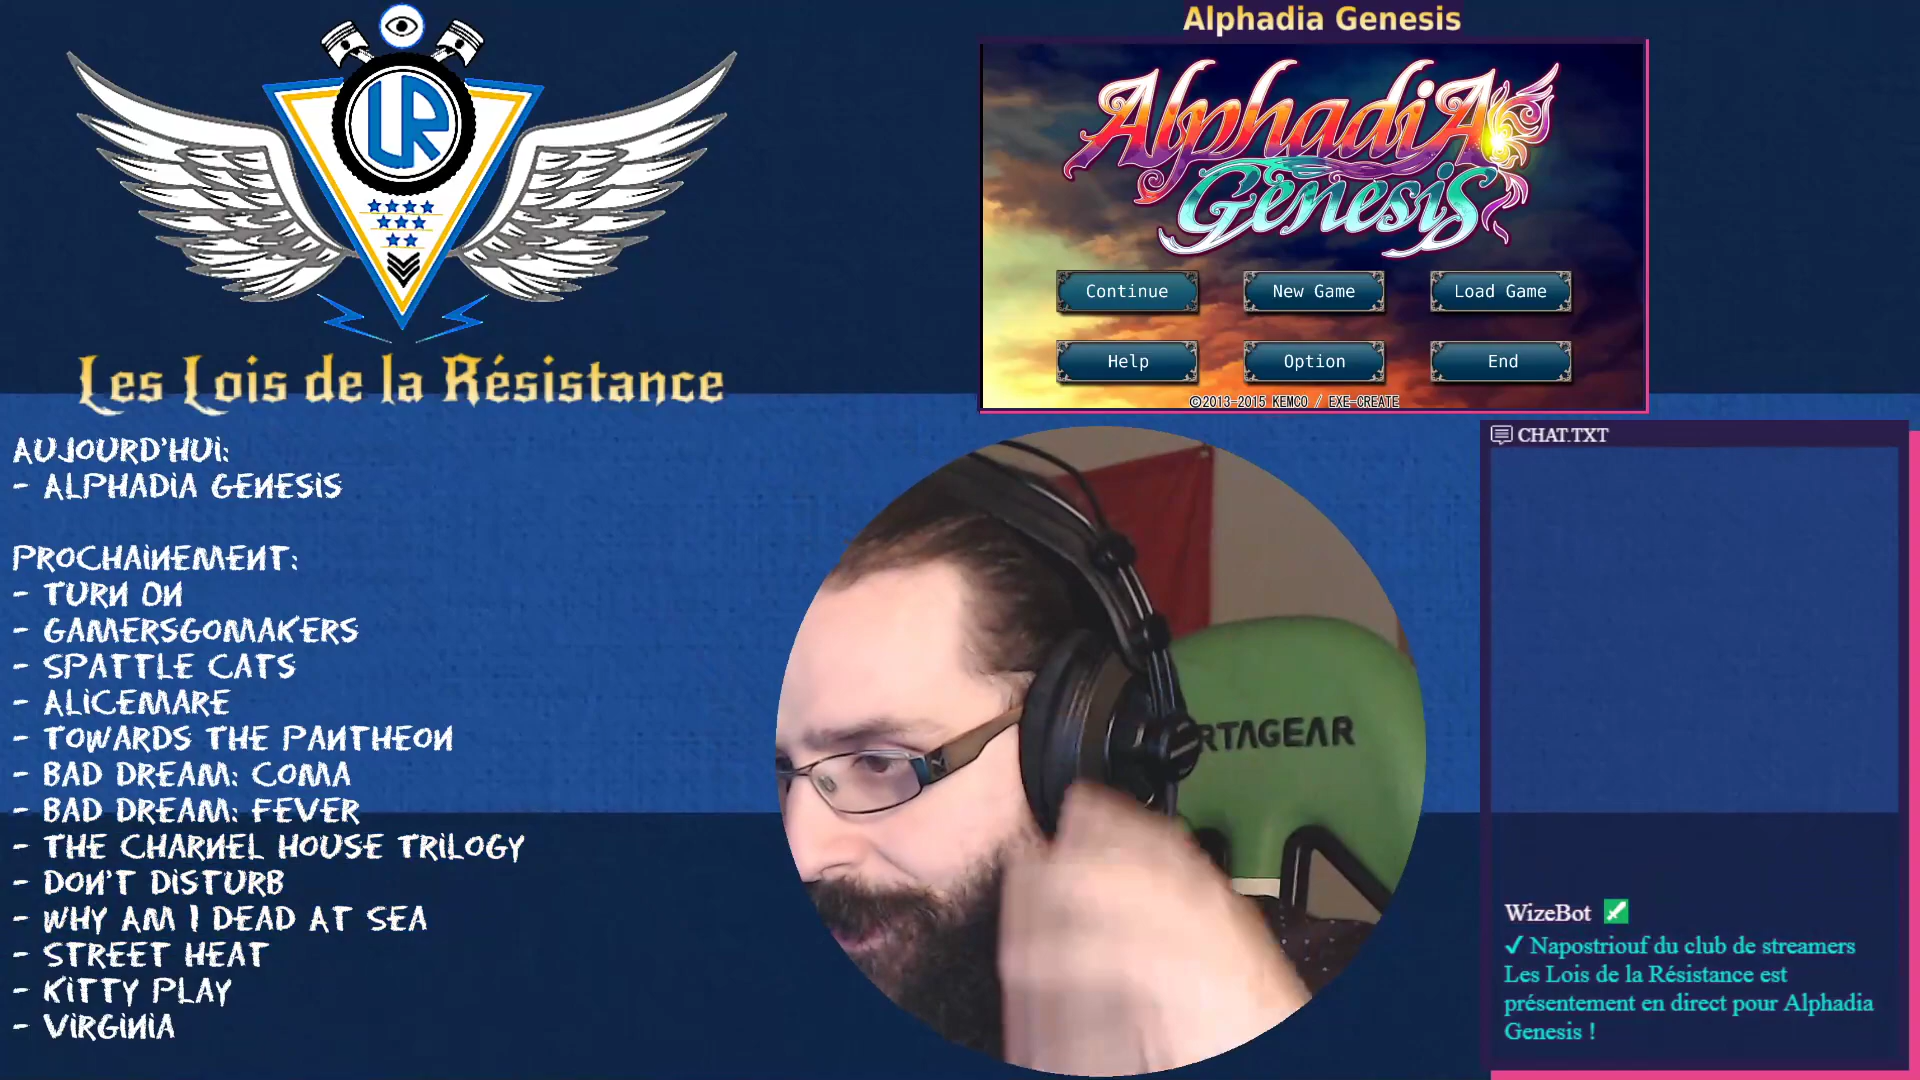 LR
Les Lois de la Résistance
AUJOURD'HUI:
- ALPHADIA GENESIS
PROCHAINEMENT:
- TURN ON
- GAMERSGOMAKERS
- SPATTLE CATS
- ALICEMARE
- TOWARDS THE PANTHEON
- BAD DREAM: COMA
- BAD DREAM: FEVER
- THE CHARNEL HOUSE TRILOGY
- DON'T DISTURB
- WHY AM I DEAD AT SEA
- STREET HEAT
- KITTY PLAY
- VIRGINIA
Alphadia Genesis
Alphadia
Genesis
Continue New Game Load Game
Help Option End
©2013-2015 KEMCO / EXE-CREATE
RTAGEAR
CHAT.TXT
WizeBot
✓ Napostriouf du club de streamers
Les Lois de la Résistance est
présentement en direct pour Alphadia
Genesis !